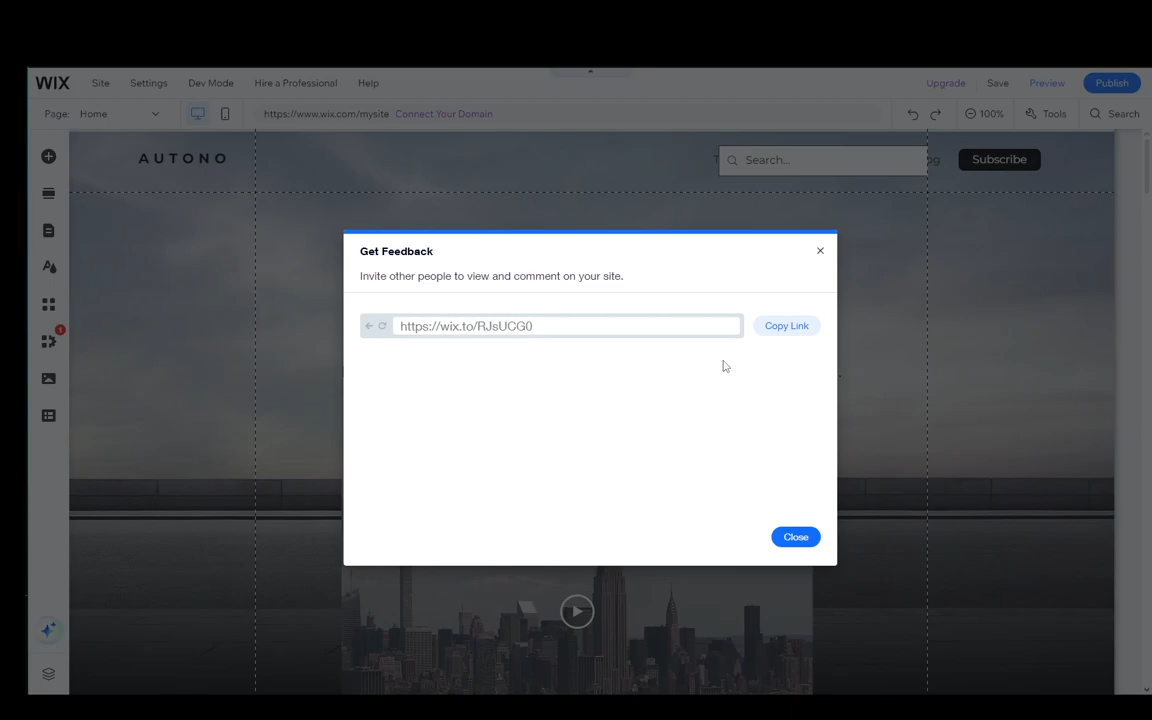 WIX Site Settings Dev Mode Hire a Professional Help Upgrade Save Preview Publish
Page: Home https://www.wix.com/mysite Connect Your Domain 100% Tools Search
AUTONO Search... og Subscribe
Get Feedback
Invite other people to view and comment on your site.
1
https://wix.to/RJsUCG0 Copy Link
Close